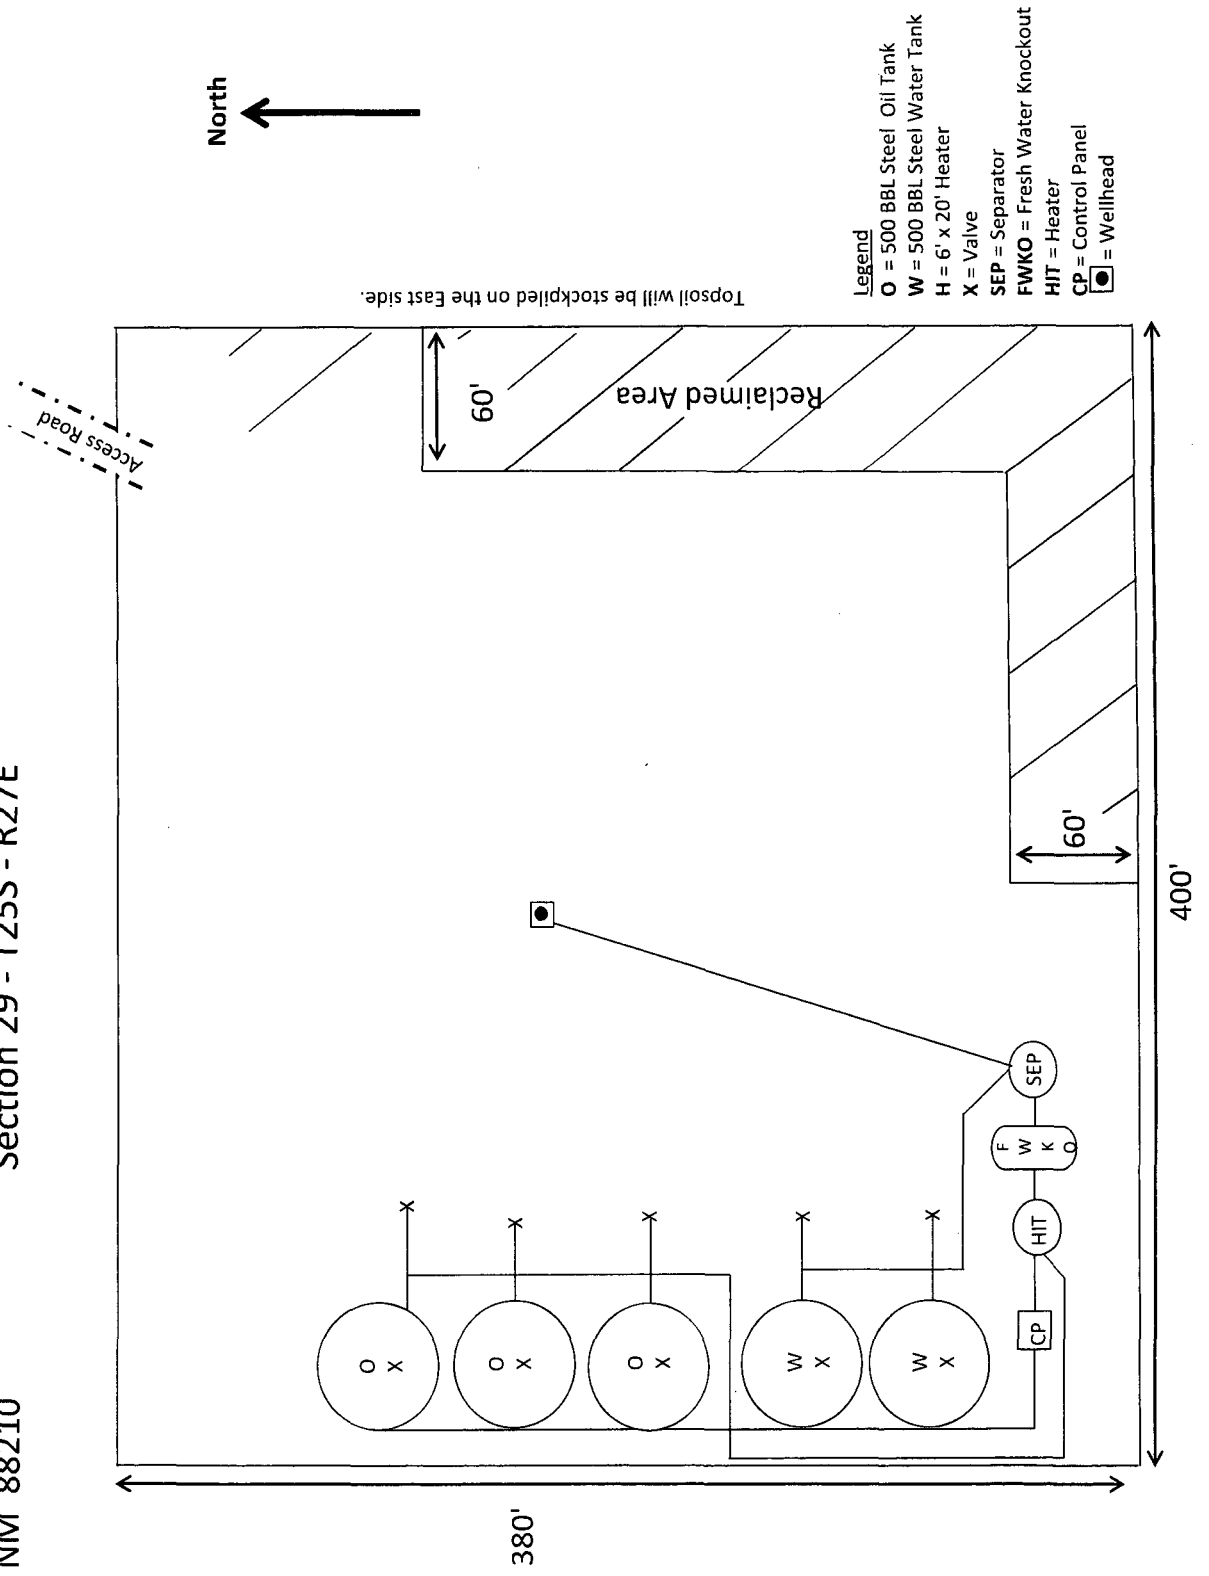 NM 88210
Section 29 - T25S - R27E
North
Access Road
Topsoil will be stockpiled on the East side.
60'
Reclaimed Area
Legend
O = 500 BBL Steel Oil Tank
W = 500 BBL Steel Water Tank
H = 6' x 20' Heater
X = Valve
SEP = Separator
FWKO = Fresh Water Knockout
HIT = Heater
CP = Control Panel
= Wellhead
380'
O
X
X
O
X
X
O
X
X
W
X
X
W
X
X
CP
HIT
F
W
K
O
SEP
60'
400'